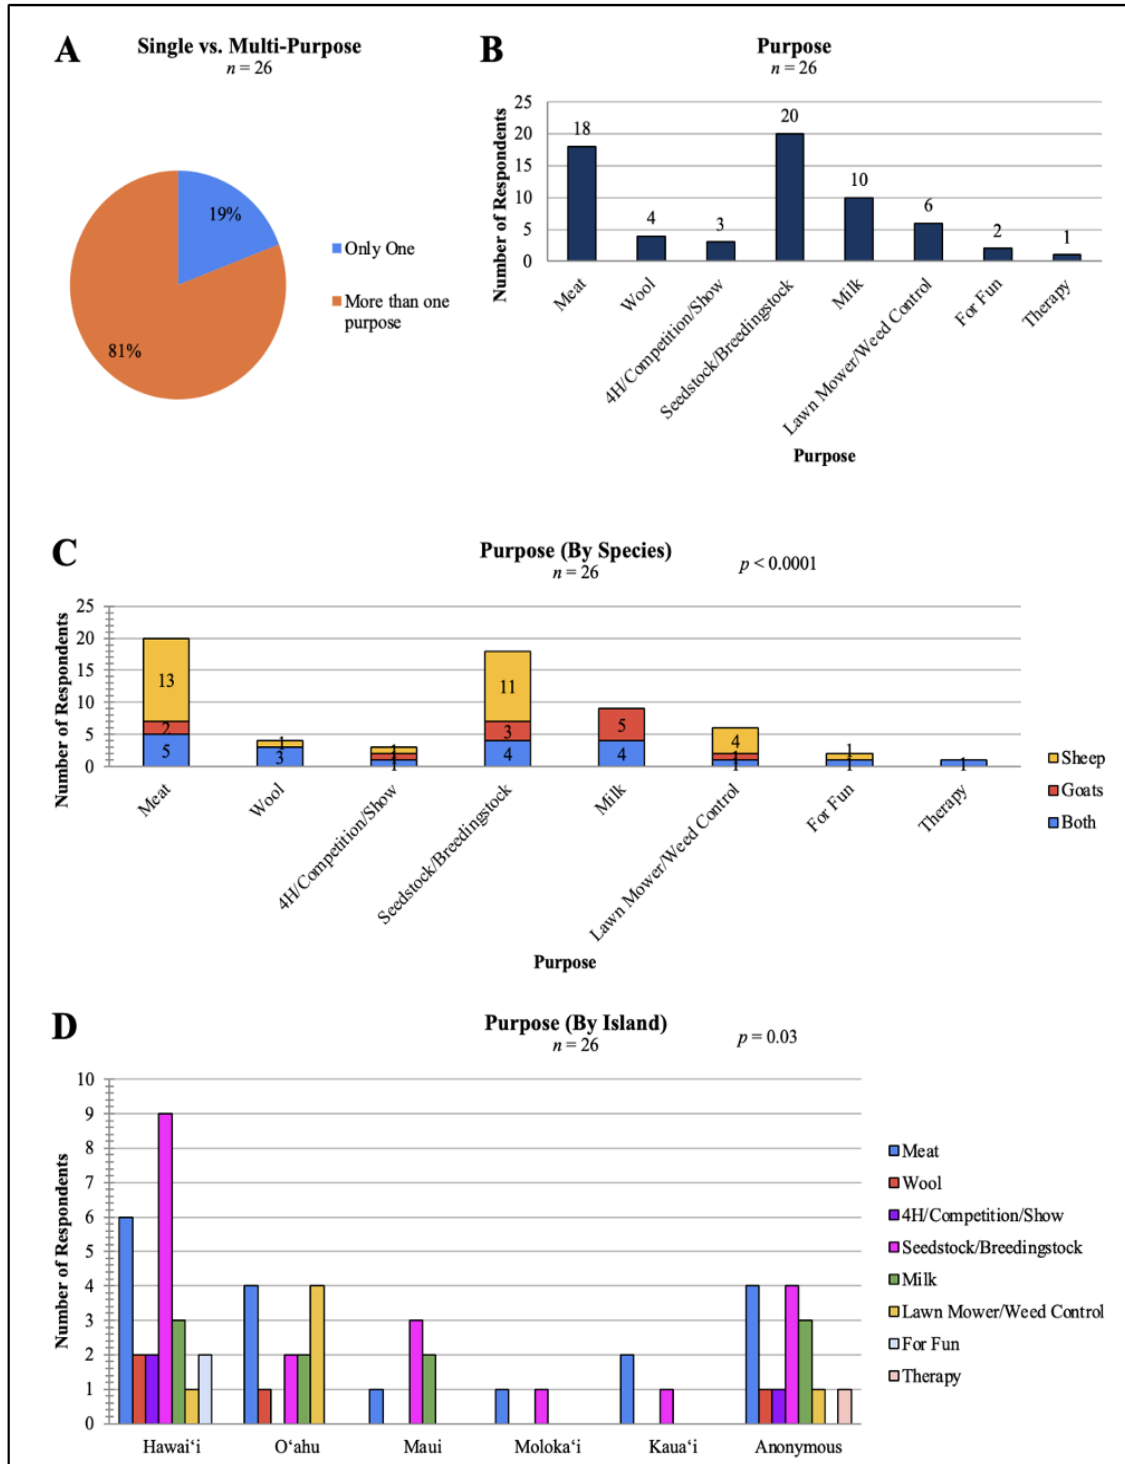 A
Single vs. Multi-Purpose
n = 26
19%
81%
Only One
More than one
purpose
B
Purpose
n = 26
Number of Respondents
25
20
15
10
5
0
18
4
3
20
10
6
2
1
Meat
Wool
4H/Competition/Show
Seedstock/Breedingstock
Milk
Lawn Mower/Weed Control
For Fun
Therapy
Purpose
C
Purpose (By Species)
n = 26
p < 0.0001
Number of Respondents
25
20
15
10
5
0
13
2
5
1
3
1
1
1
11
3
4
5
4
4
1
1
1
1
1
Meat
Wool
4H/Competition/Show
Seedstock/Breedingstock
Milk
Lawn Mower/Weed Control
For Fun
Therapy
Sheep
Goats
Both
Purpose
D
Purpose (By Island)
n = 26
p = 0.03
Number of Respondents
10
9
8
7
6
5
4
3
2
1
0
Hawaiʻi
Oʻahu
Maui
Molokaʻi
Kauaʻi
Anonymous
Meat
Wool
4H/Competition/Show
Seedstock/Breedingstock
Milk
Lawn Mower/Weed Control
For Fun
Therapy